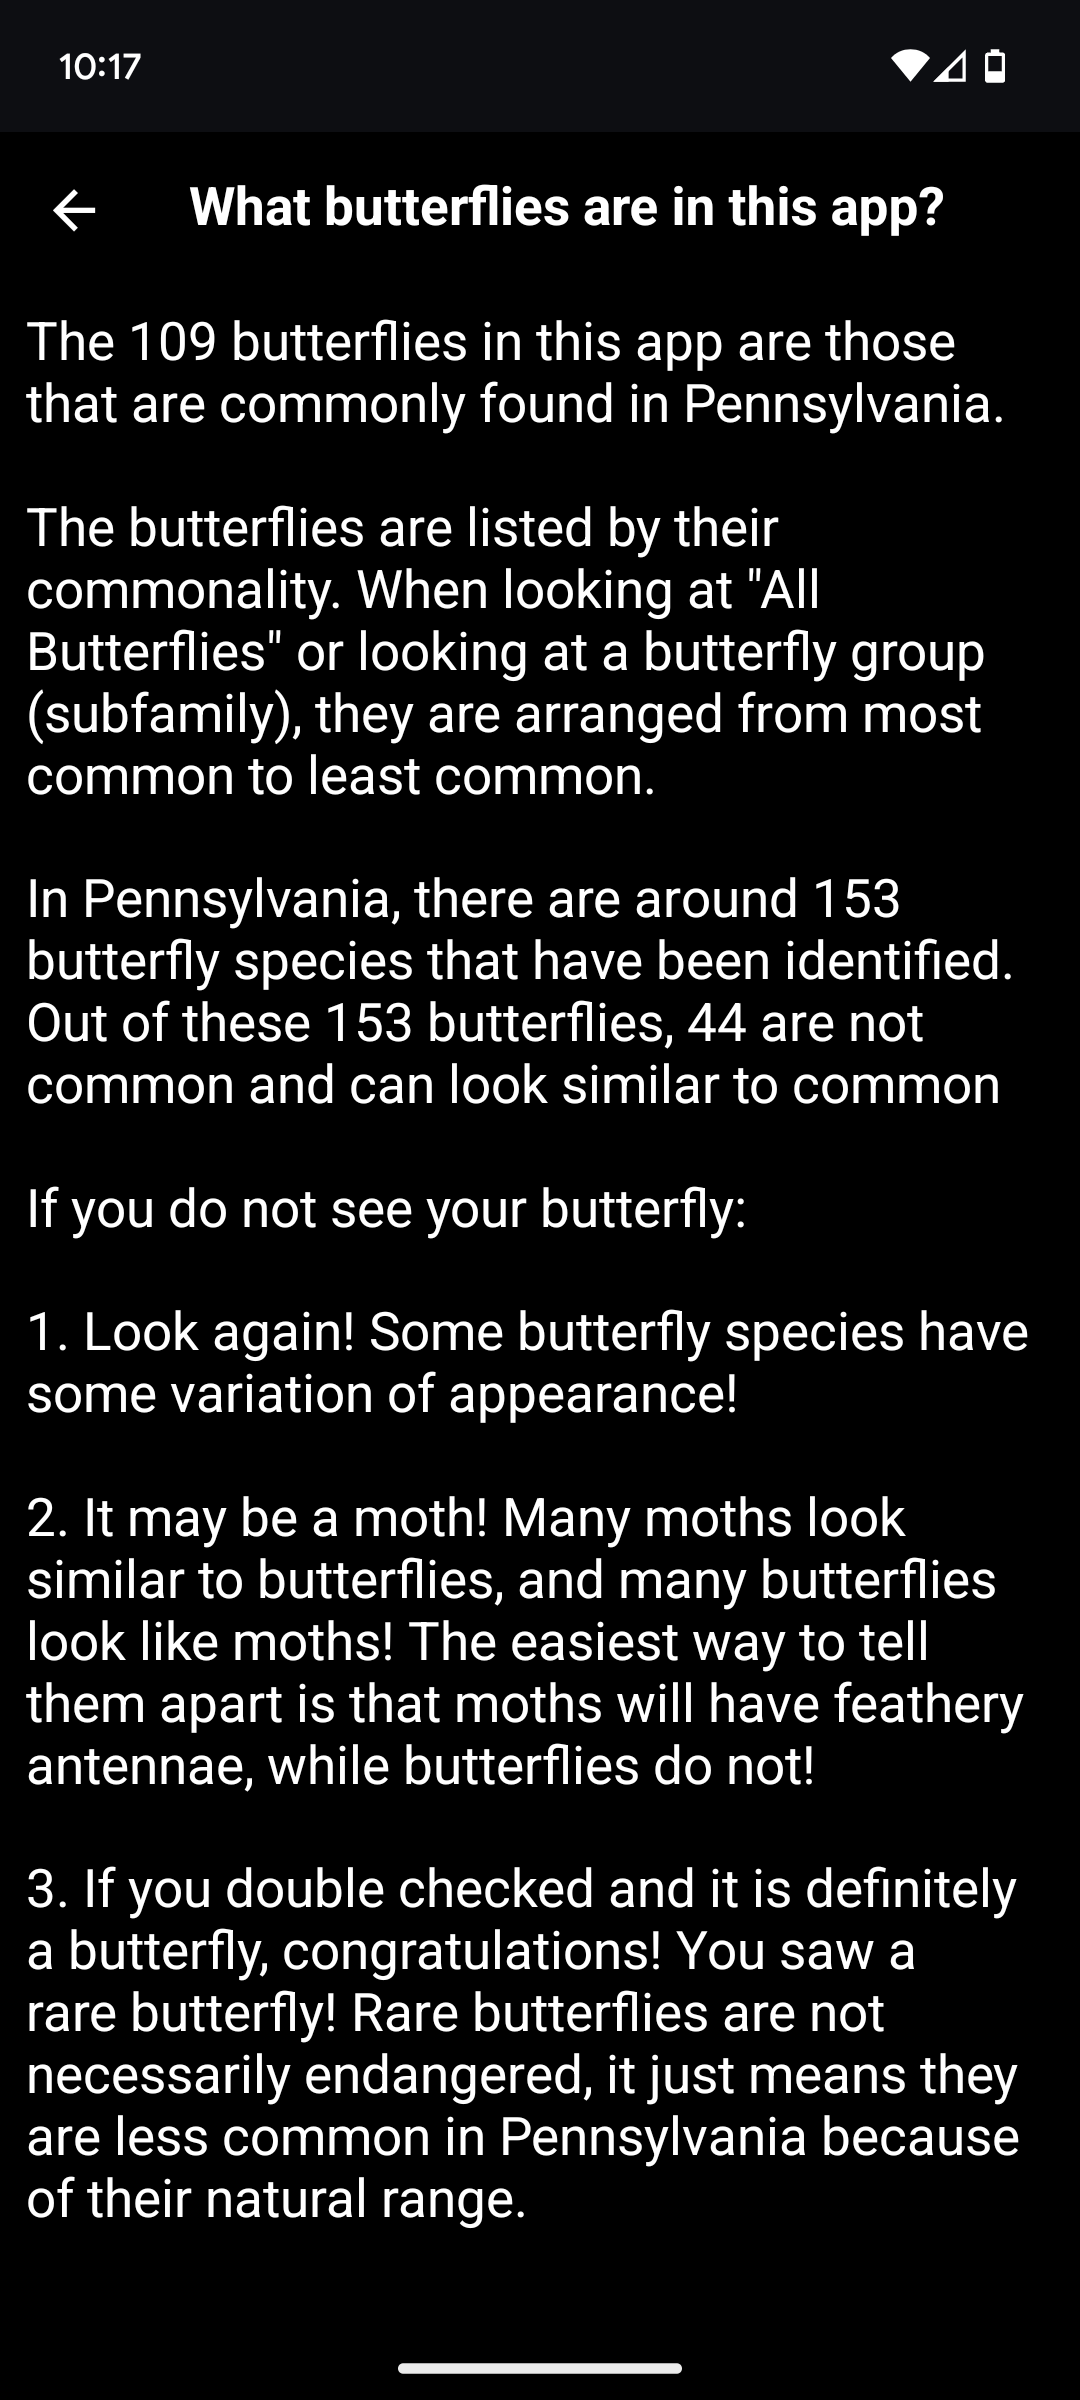 10:17
What butterflies are in this app?
The 109 butterflies in this app are those
that are commonly found in Pennsylvania.
The butterflies are listed by their
commonality. When looking at "All
Butterflies" or looking at a butterfly group
(subfamily), they are arranged from most
common to least common.
In Pennsylvania, there are around 153
butterfly species that have been identified.
Out of these 153 butterflies, 44 are not
common and can look similar to common
If you do not see your butterfly:
1. Look again! Some butterfly species have
some variation of appearance!
2. It may be a moth! Many moths look
similar to butterflies, and many butterflies
look like moths! The easiest way to tell
them apart is that moths will have feathery
antennae, while butterflies do not!
3. If you double checked and it is definitely
a butterfly, congratulations! You saw a
rare butterfly! Rare butterflies are not
necessarily endangered, it just means they
are less common in Pennsylvania because
of their natural range.